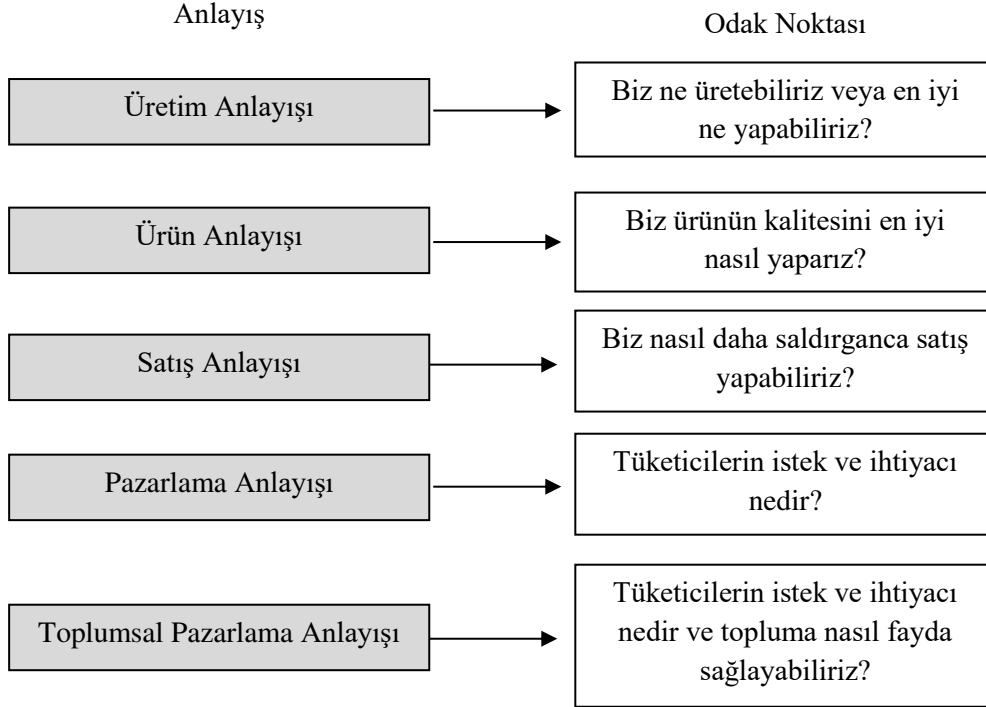 Anlayış
Odak Noktası
Üretim Anlayışı
Biz ne üretebiliriz veya en iyi
ne yapabiliriz?
Ürün Anlayışı
Biz ürünün kalitesini en iyi
nasıl yaparız?
Satış Anlayışı
Biz nasıl daha saldırganca satış
yapabiliriz?
Pazarlama Anlayışı
Tüketicilerin istek ve ihtiyacı
nedir?
Toplumsal Pazarlama Anlayışı
Tüketicilerin istek ve ihtiyacı
nedir ve topluma nasıl fayda
sağlayabiliriz?